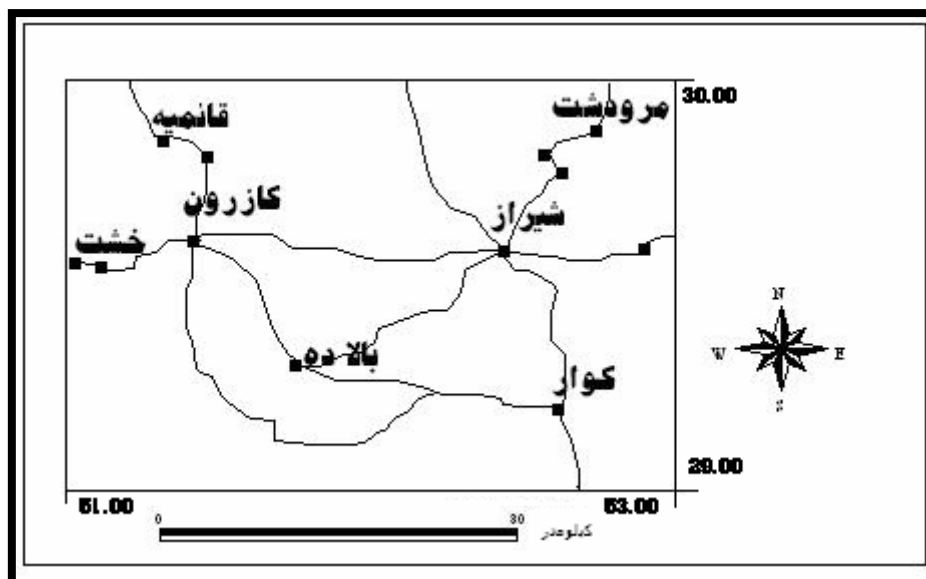 30.00
مرودشت
قائمیه
کازرون
شیراز
خشت
N
W
E
S
بالاده
کوار
29.00
51.00
53.00
0
30
کیلومتر